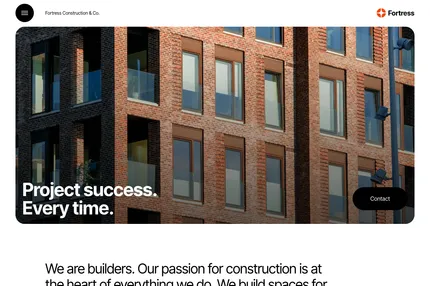 Fortress Construction & Co.
Fortress
Project success.
Every time.
Contact
We are builders. Our passion for construction is at
the heart of everything we do. We build spaces for